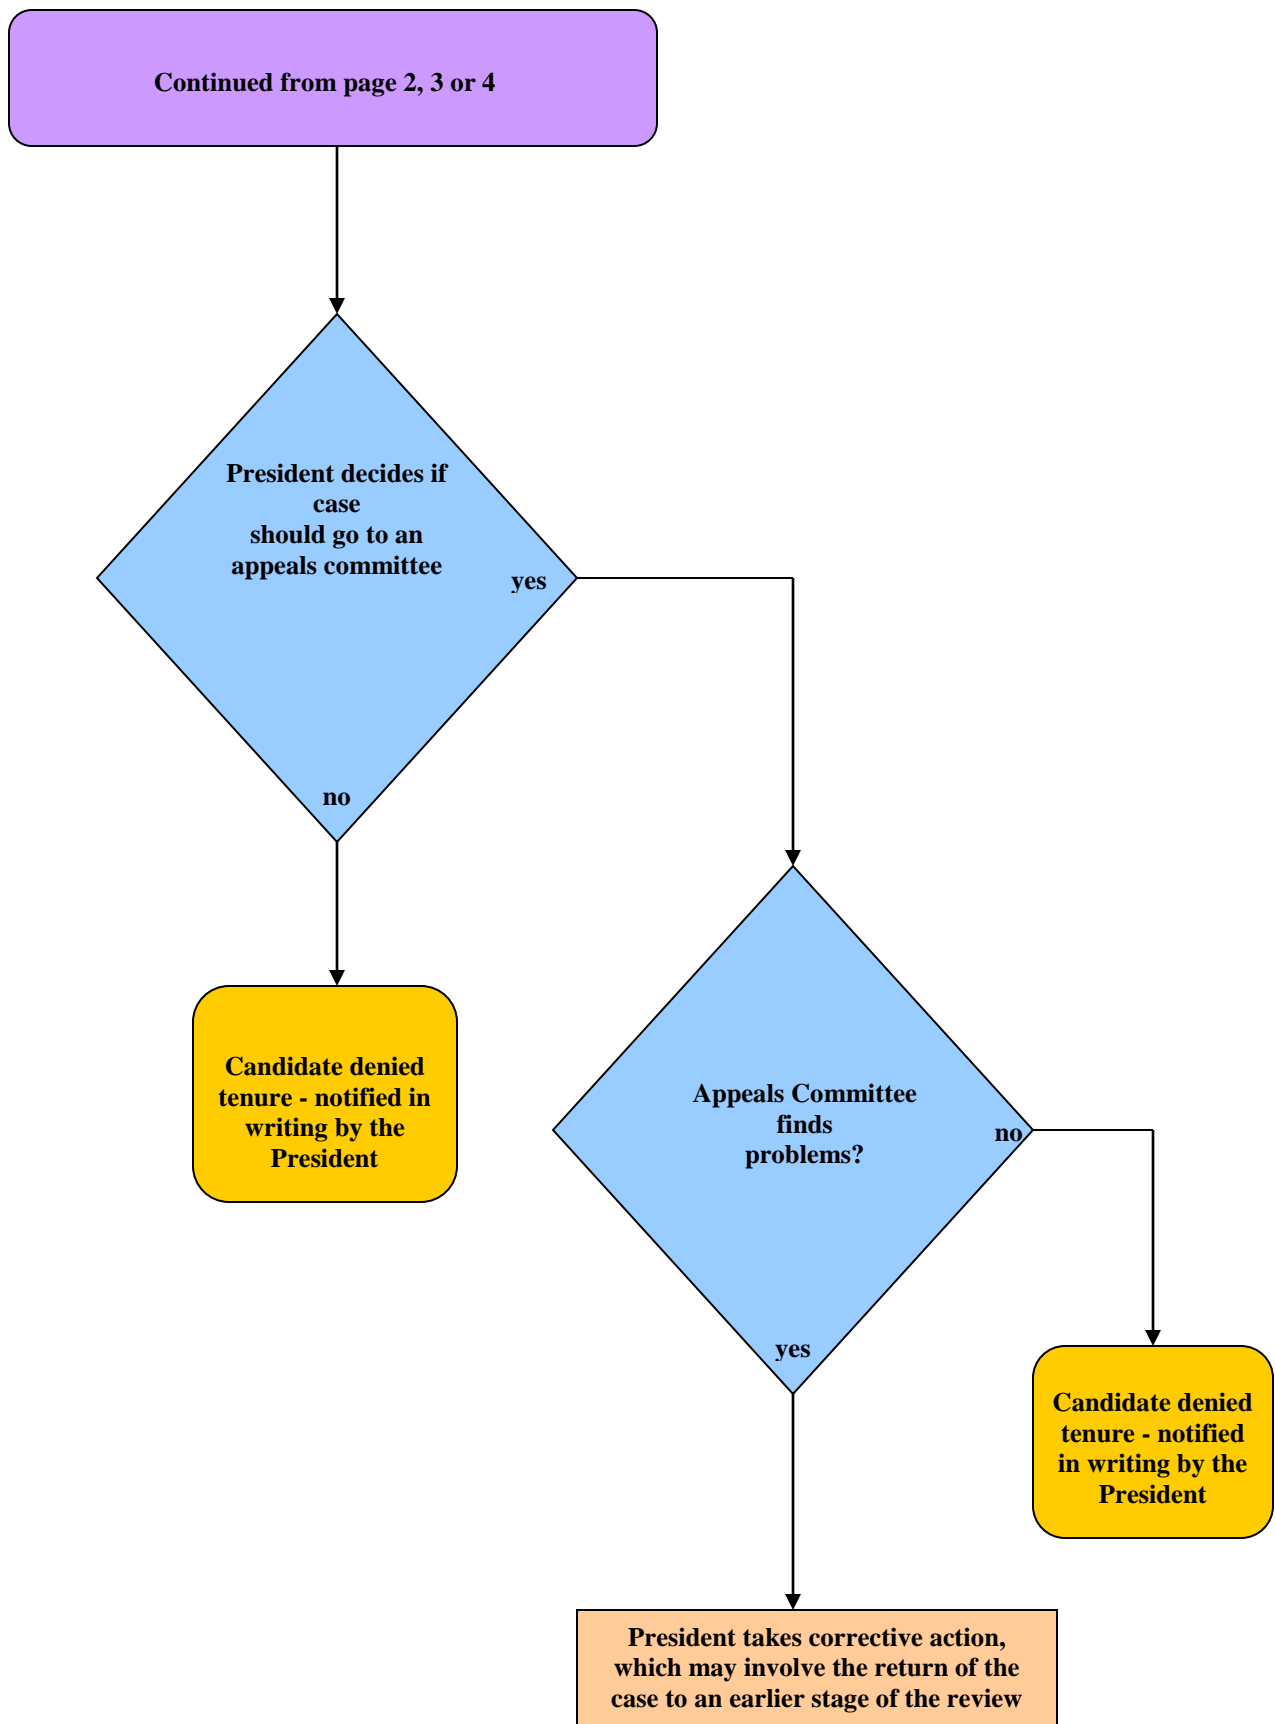 Continued from page 2, 3 or 4
President decides if
case
should go to an
appeals committee
yes
no
Candidate denied
tenure - notified in
writing by the
President
Appeals Committee
finds
problems?
no
yes
Candidate denied
tenure - notified
in writing by the
President
President takes corrective action,
which may involve the return of the
case to an earlier stage of the review